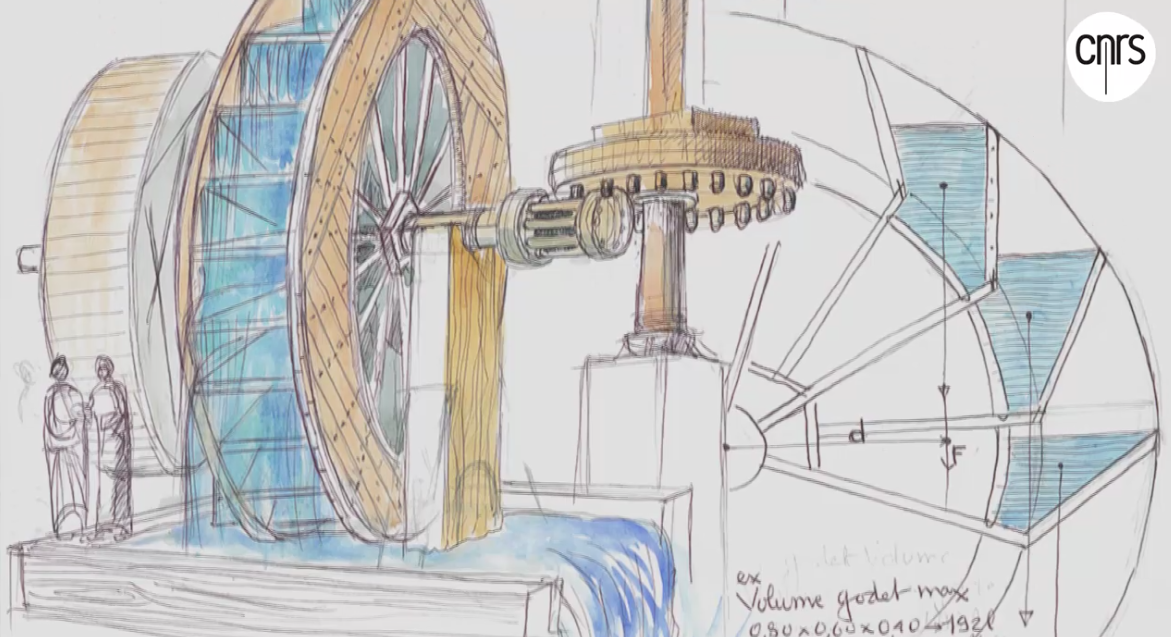 cnrs
d
F
ex
Volume godet max
0,80 x 0,60 x 0,40 → 192l